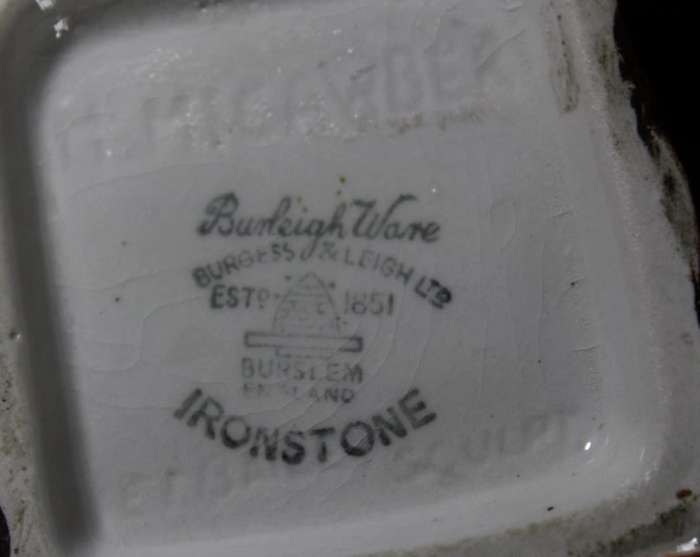 Burleigh Ware
BURGESS & LEIGH LTD
ESTD 1851
BURSLEM
ENGLAND
IRONSTONE